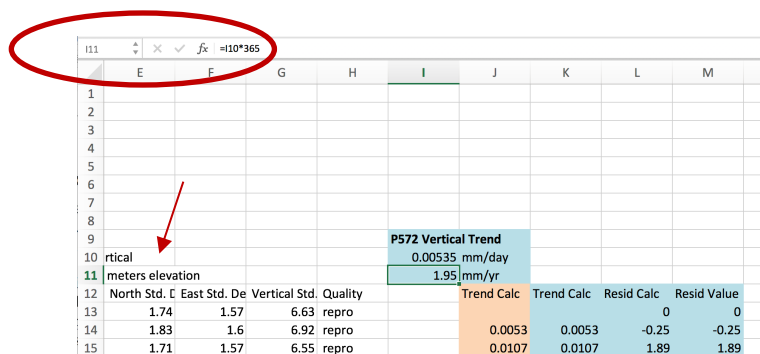 I11 fx =I10*365
E F G H I J K L M
1
2
3
4
5
6
7
8
9 P572 Vertical Trend
10 rtical 0.00535 mm/day
11 meters elevation 1.95 mm/yr
12 North Std. D East Std. De Vertical Std. Quality Trend Calc Trend Calc Resid Calc Resid Value
13 1.74 1.57 6.63 repro 0 0
14 1.83 1.6 6.92 repro 0.0053 0.0053 -0.25 -0.25
15 1.71 1.57 6.55 repro 0.0107 0.0107 1.89 1.89